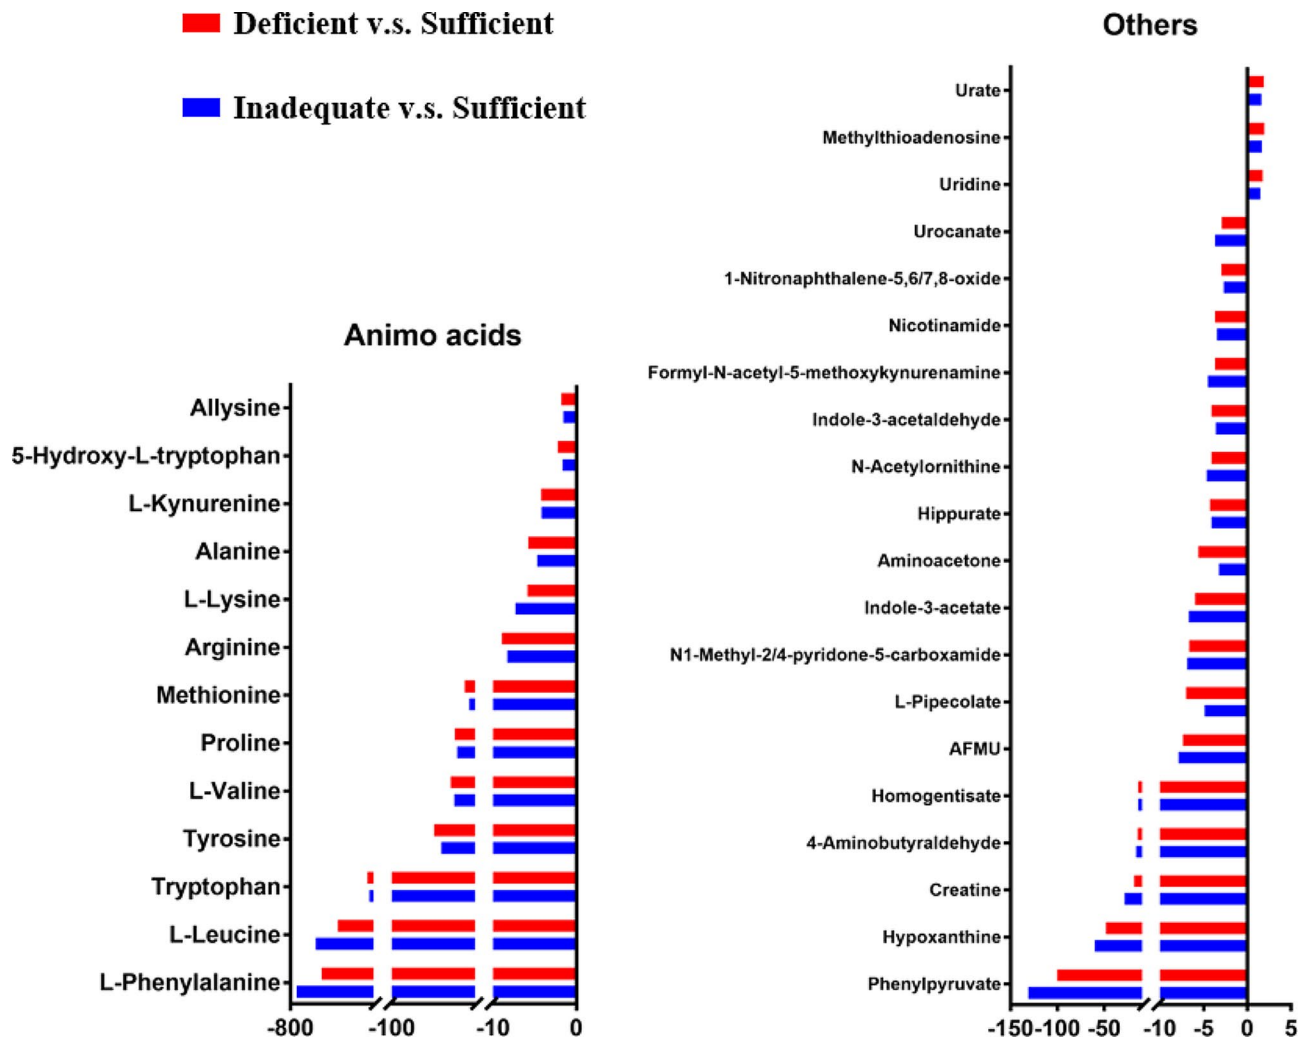 Deficient v.s. Sufficient
Inadequate v.s. Sufficient
Animo acids
Allysine
5-Hydroxy-L-tryptophan
L-Kynurenine
Alanine
L-Lysine
Arginine
Methionine
Proline
L-Valine
Tyrosine
Tryptophan
L-Leucine
L-Phenylalanine
-800 -100 -10 0
Others
Urate
Methylthioadenosine
Uridine
Urocanate
1-Nitronaphthalene-5,6/7,8-oxide
Nicotinamide
Formyl-N-acetyl-5-methoxykynurenamine
Indole-3-acetaldehyde
N-Acetylornithine
Hippurate
Aminoacetone
Indole-3-acetate
N1-Methyl-2/4-pyridone-5-carboxamide
L-Pipecolate
AFMU
Homogentisate
4-Aminobutyraldehyde
Creatine
Hypoxanthine
Phenylpyruvate
-150 -100 -50 -10 -5 0 5